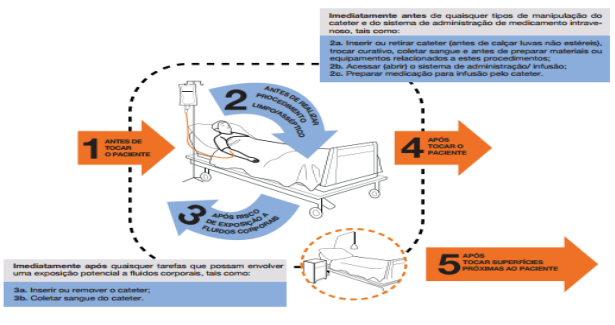 Imediatamente antes de quaisquer tipos de manipulação do
cateter e do sistema de administração de medicamento intrave-
noso, tais como:
2a. Inserir ou retirar cateter (antes de calçar luvas não estéreis),
trocar curativo, coletar sangue e antes de preparar materiais ou
equipamentos relacionados a estes procedimentos;
2b. Acessar (abrir) o sistema de administração/ infusão;
2c. Preparar medicação para infusão pelo cateter.
2 ANTES DE REALIZAR
PROCEDIMENTO
LIMPO/ASSÉPTICO
1 ANTES DE
TOCAR
O PACIENTE
4 APÓS
TOCAR O
PACIENTE
3 APÓS RISCO
DE EXPOSIÇÃO A
FLUIDOS CORPORAIS
Imediatamente após quaisquer tarefas que possam envolver
uma exposição potencial a fluidos corporais, tais como:
3a. Inserir ou remover o cateter;
3b. Coletar sangue do cateter.
5 APÓS
TOCAR SUPERFÍCIES
PRÓXIMAS AO PACIENTE